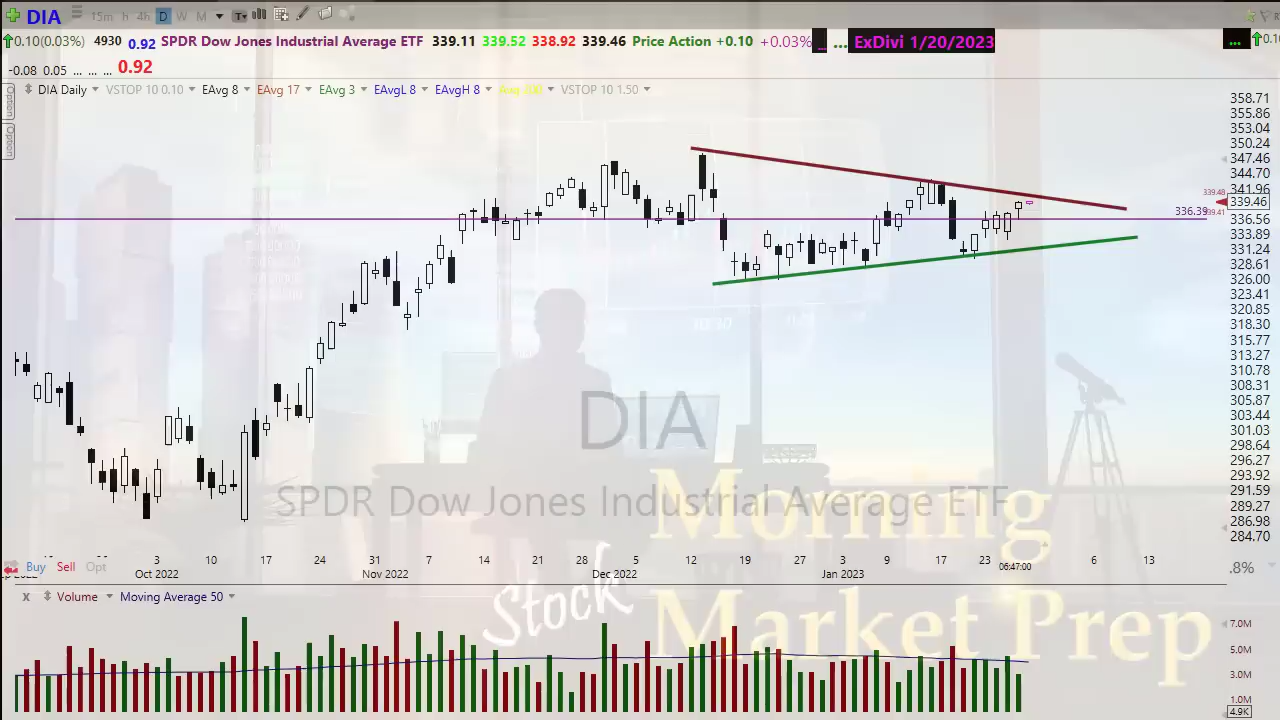 DIA 15m h 4h D W M T
0.10(0.03%) 4930 0.92 SPDR Dow Jones Industrial Average ETF 339.11 339.52 338.92 339.46 Price Action +0.10 +0.03% ... ... ExDivi 1/20/2023 ...
-0.08 0.05 ... ... ... 0.92
DIA Daily VSTOP 10 0.10 EAvg 8 EAvg 17 EAvg 3 EAvgL 8 EAvgH 8 VSTOP 10 1.50
Option
Option
358.71
355.86
353.04
350.24
347.46
344.70
341.96
339.48
339.46
336.39
339.41
336.56
333.89
331.24
328.61
326.00
323.41
320.85
318.30
315.77
313.27
310.78
308.31
305.87
303.44
301.03
298.64
296.27
293.92
291.59
289.27
286.98
284.70
DIA
SPDR Dow Jones Industrial Average ETF
Morning
Stock
Market Prep
3 10 17 24 31 7 14 21 28 5 12 19 27 3 9 17 23 6 13
Buy Sell Opt
Oct 2022 Nov 2022 Dec 2022 Jan 2023 06:47:00
.8%
x Volume Moving Average 50
7.0M
5.0M
3.0M
1.0M
4.9K